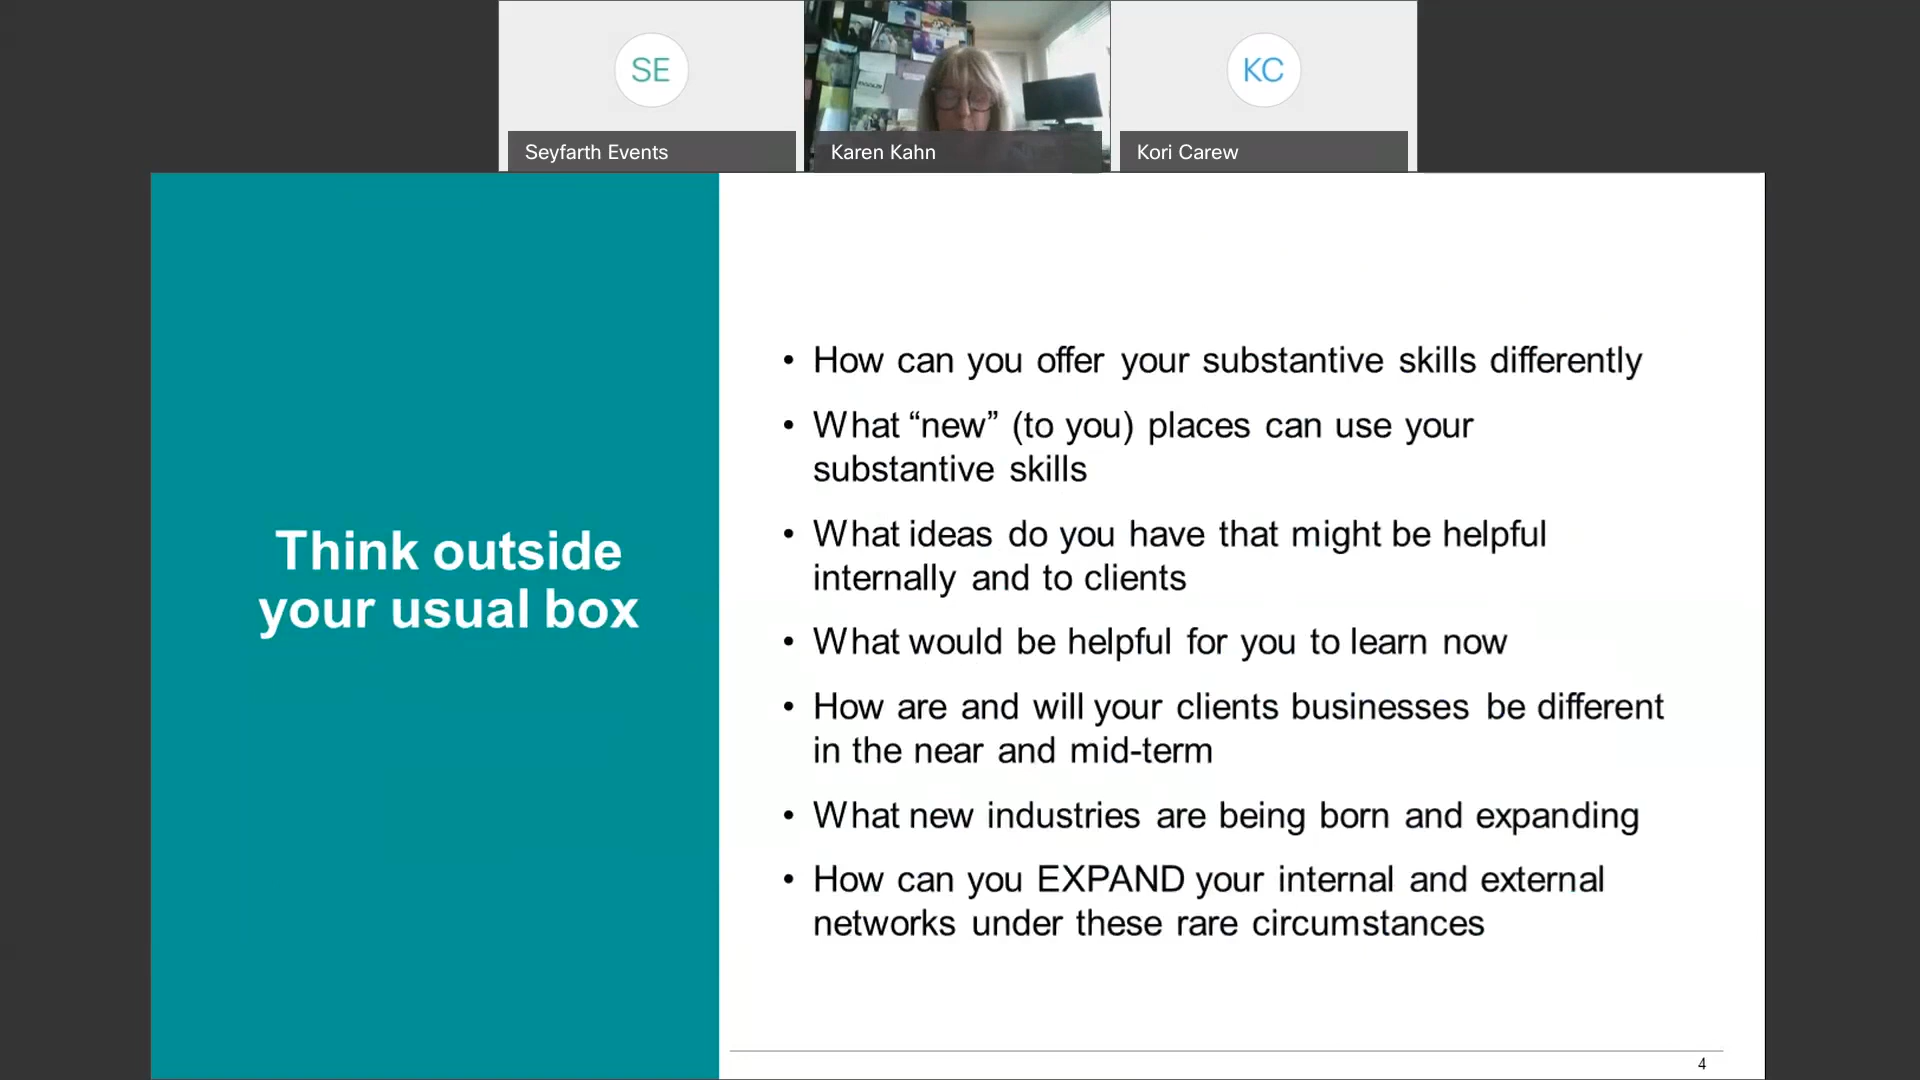 SE
KC
Seyfarth Events
Karen Kahn
Kori Carew
Think outside
your usual box
• How can you offer your substantive skills differently
• What “new” (to you) places can use your
substantive skills
• What ideas do you have that might be helpful
internally and to clients
• What would be helpful for you to learn now
• How are and will your clients businesses be different
in the near and mid-term
• What new industries are being born and expanding
• How can you EXPAND your internal and external
networks under these rare circumstances
4